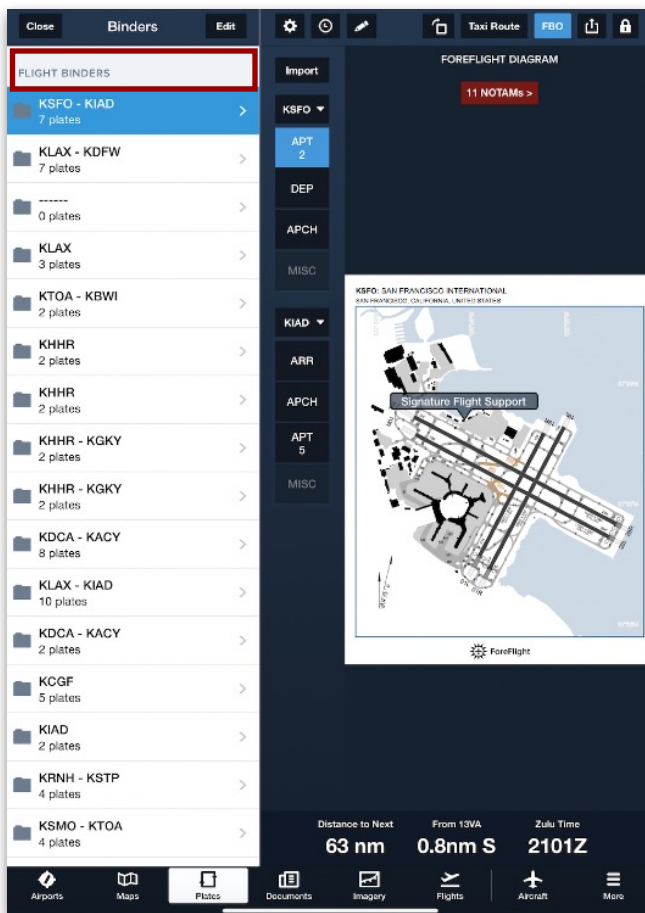 Close
Binders
Edit
FLIGHT BINDERS
KSFO - KIAD
7 plates
KLAX - KDFW
7 plates
------
0 plates
KLAX
3 plates
KTOA - KBWI
2 plates
KHHR
2 plates
KHHR
2 plates
KHHR - KGKY
2 plates
KHHR - KGKY
2 plates
KDCA - KACY
8 plates
KLAX - KIAD
10 plates
KDCA - KACY
2 plates
KCGF
5 plates
KIAD
2 plates
KRNH - KSTP
4 plates
KSMO - KTOA
4 plates
Taxi Route
FBO
Import
KSFO
APT
2
DEP
APCH
MISC
KIAD
ARR
APCH
APT
5
MISC
FOREFLIGHT DIAGRAM
11 NOTAMs >
KSFO: SAN FRANCISCO INTERNATIONAL
SAN FRANCISCO, CALIFORNIA, UNITED STATES
Signature Flight Support
ForeFlight
Distance to Next
63 nm
From 13VA
0.8nm S
Zulu Time
2101Z
Airports
Maps
Plates
Documents
Imagery
Flights
Aircraft
More